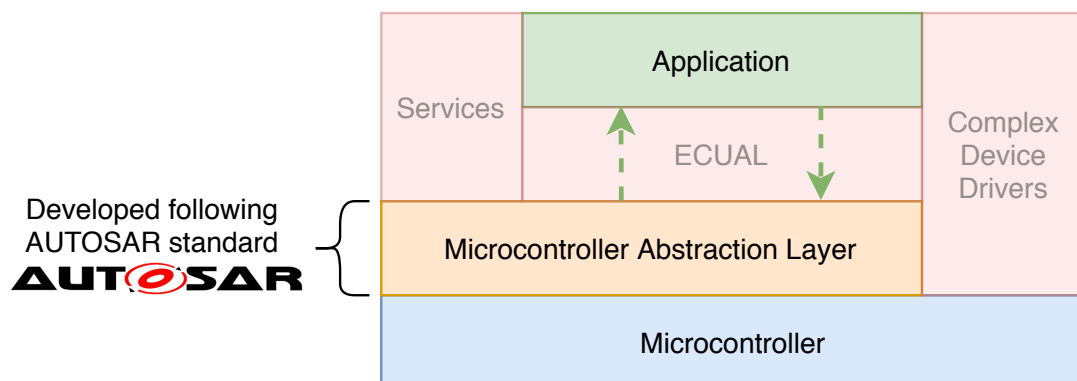 Application
Services
ECUAL
Complex
Device
Drivers
Developed following
AUTOSAR standard
AUTOSAR
Microcontroller Abstraction Layer
Microcontroller